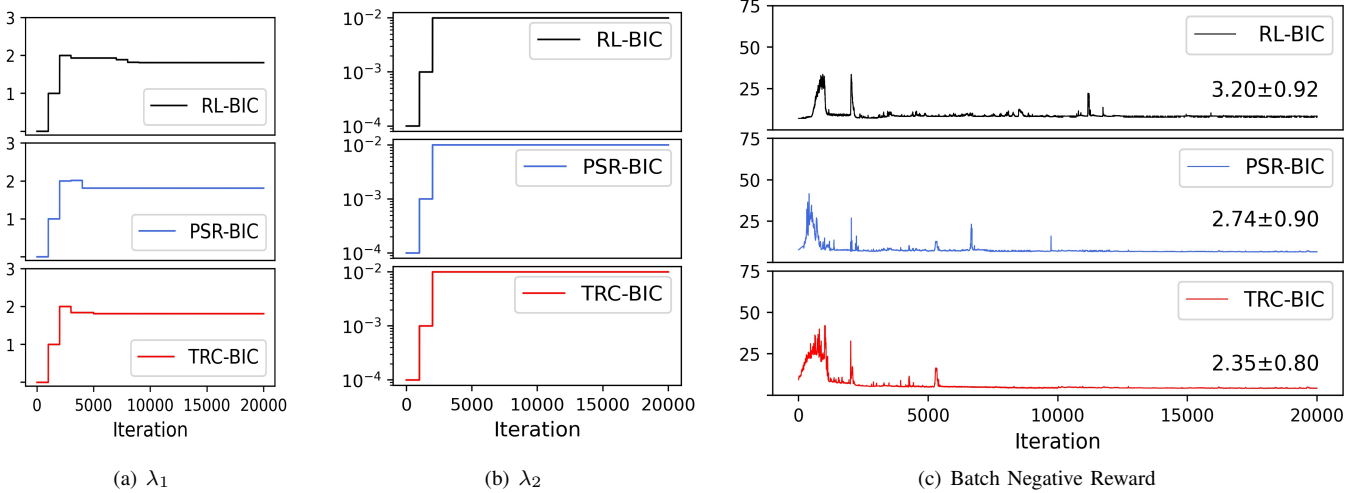 3
2
1
RL-BIC
3
2
1
PSR-BIC
3
2
1
TRC-BIC
0 5000 10000 15000 20000
Iteration
(a) λ₁
10⁻²
10⁻³
10⁻⁴
RL-BIC
10⁻²
10⁻³
10⁻⁴
PSR-BIC
10⁻²
10⁻³
10⁻⁴
TRC-BIC
0 5000 10000 15000 20000
Iteration
(b) λ₂
75
50
25
RL-BIC
3.20±0.92
75
50
25
PSR-BIC
2.74±0.90
75
50
25
TRC-BIC
2.35±0.80
0 5000 10000 15000 20000
Iteration
(c) Batch Negative Reward